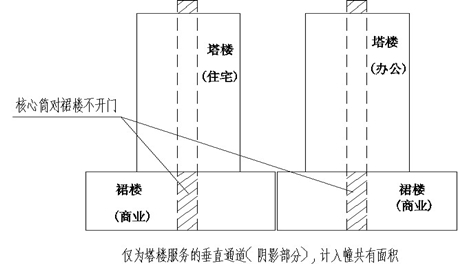 塔楼
(住宅)
塔楼
(办公)
核心筒对裙楼不开门
裙楼
(商业)
裙楼
(商业)
仅为塔楼服务的垂直通道(阴影部分),计入幢共有面积